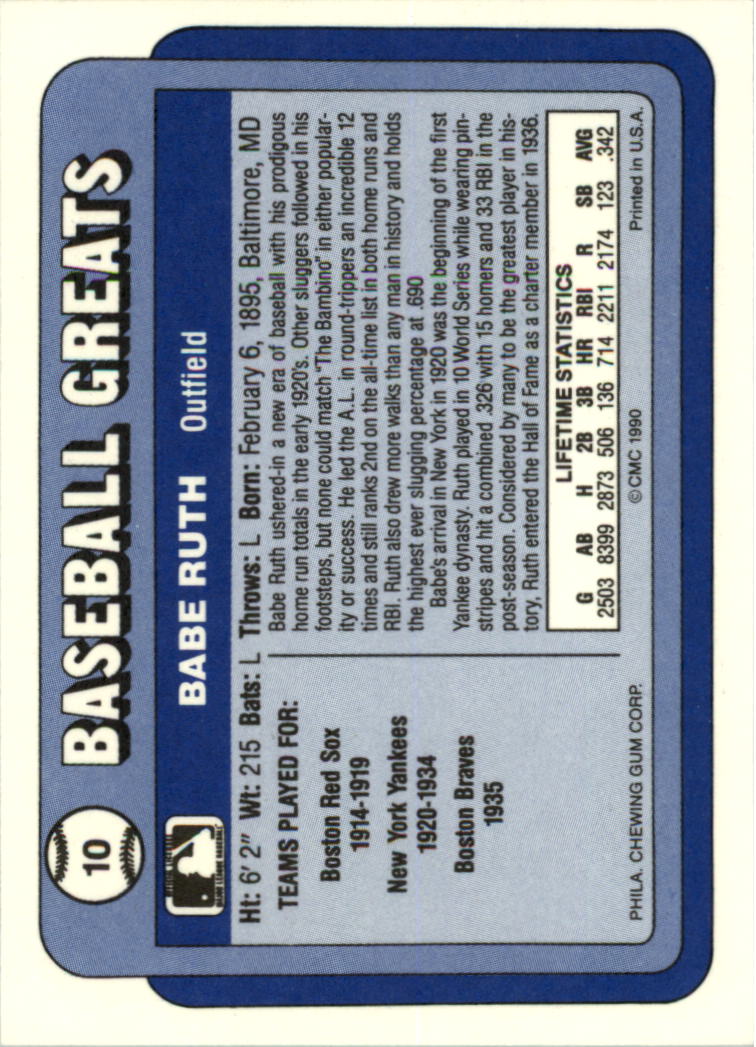 10 BASEBALL GREATS
BABE RUTH Outfield
Ht: 6' 2" Wt: 215 Bats: L Throws: L Born: February 6, 1895, Baltimore, MD
TEAMS PLAYED FOR:
Boston Red Sox
1914-1919
New York Yankees
1920-1934
Boston Braves
1935
Babe Ruth ushered-in a new era of baseball with his prodigous
home run totals in the early 1920's. Other sluggers followed in his
footsteps, but none could match "The Bambino" in either popular-
ity or success. He led the A.L. in round-trippers an incredible 12
times and still ranks 2nd on the all-time list in both home runs and
RBI. Ruth also drew more walks than any man in history and holds
the highest ever slugging percentage at .690
Babe's arrival in New York in 1920 was the beginning of the first
Yankee dynasty. Ruth played in 10 World Series while wearing pin-
stripes and hit a combined .326 with 15 homers and 33 RBI in the
post-season. Considered by many to be the greatest player in his-
tory, Ruth entered the Hall of Fame as a charter member in 1936.
LIFETIME STATISTICS
G AB H 2B 3B HR RBI R SB AVG
2503 8399 2873 506 136 714 2211 2174 123 .342
PHILA. CHEWING GUM CORP. © CMC 1990 Printed in U.S.A.